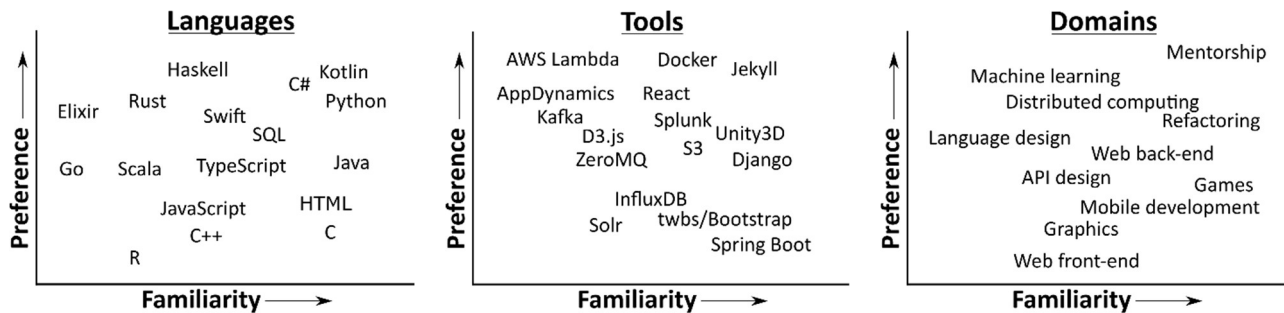 Languages
Preference
Haskell
Kotlin
C#
Python
Rust
Elixir
Swift
SQL
Go
Scala
TypeScript
Java
JavaScript
HTML
C++
C
R
Familiarity
Tools
Preference
AWS Lambda
Docker
Jekyll
AppDynamics
React
Kafka
Splunk
D3.js
Unity3D
S3
ZeroMQ
Django
InfluxDB
Solr
twbs/Bootstrap
Spring Boot
Familiarity
Domains
Preference
Mentorship
Machine learning
Distributed computing
Refactoring
Language design
Web back-end
API design
Games
Mobile development
Graphics
Web front-end
Familiarity